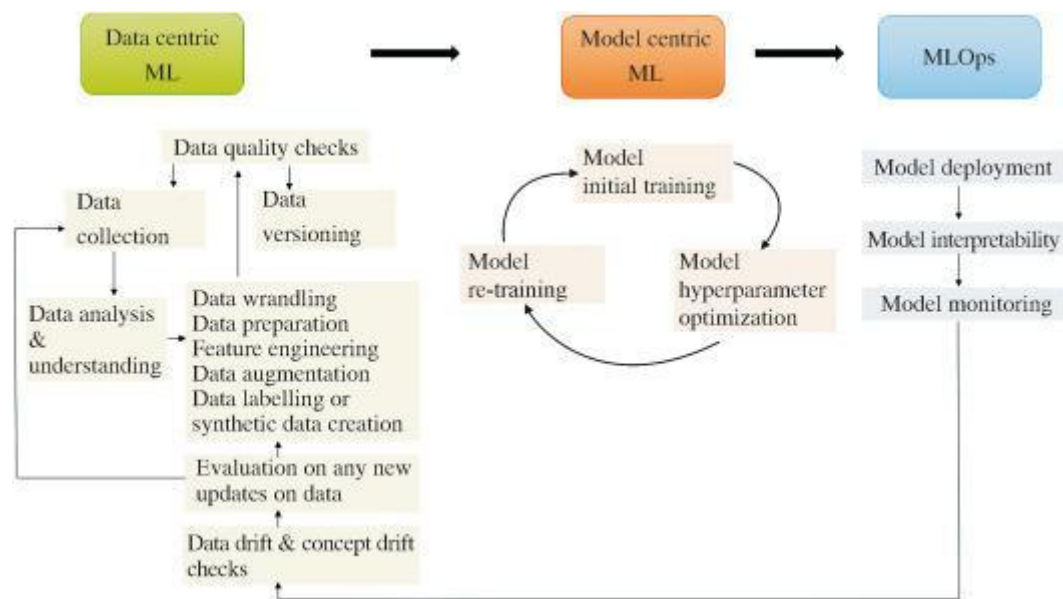 Data centric
ML
Model centric
ML
MLOps
Data quality checks
Data
collection
Data
versioning
Data analysis
&
understanding
Data wrandling
Data preparation
Feature engineering
Data augmentation
Data labelling or
synthetic data creation
Evaluation on any new
updates on data
Data drift & concept drift
checks
Model
initial training
Model
re-training
Model
hyperparameter
optimization
Model deployment
Model interpretability
Model monitoring